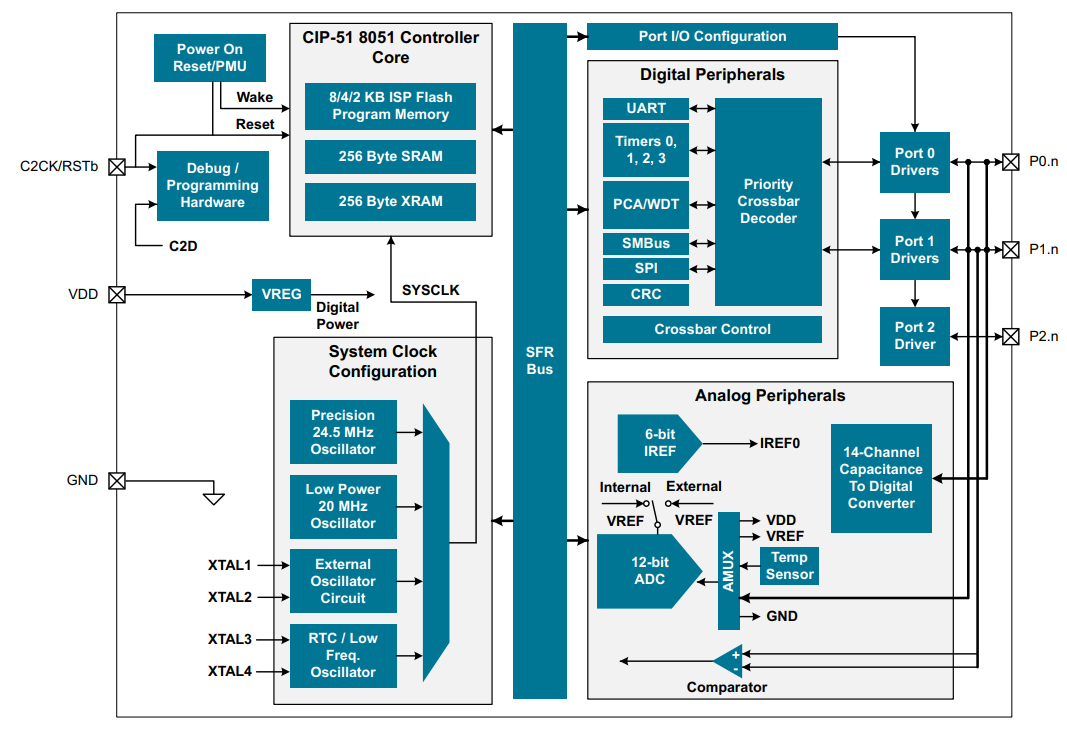 Power On
Reset/PMU
Wake
Reset
C2CK/RSTb
Debug /
Programming
Hardware
C2D
VDD
VREG
Digital
Power
GND
CIP-51 8051 Controller
Core
8/4/2 KB ISP Flash
Program Memory
256 Byte SRAM
256 Byte XRAM
SYSCLK
System Clock
Configuration
Precision
24.5 MHz
Oscillator
Low Power
20 MHz
Oscillator
XTAL1
XTAL2
External
Oscillator
Circuit
XTAL3
XTAL4
RTC / Low
Freq.
Oscillator
SFR
Bus
Port I/O Configuration
Digital Peripherals
UART
Timers 0,
1, 2, 3
PCA/WDT
SMBus
SPI
CRC
Priority
Crossbar
Decoder
Crossbar Control
Port 0
Drivers
P0.n
Port 1
Drivers
P1.n
Port 2
Driver
P2.n
Analog Peripherals
6-bit
IREF
IREF0
14-Channel
Capacitance
To Digital
Converter
Internal
External
VREF
VREF
12-bit
ADC
AMUX
VDD
VREF
Temp
Sensor
GND
+
-
Comparator